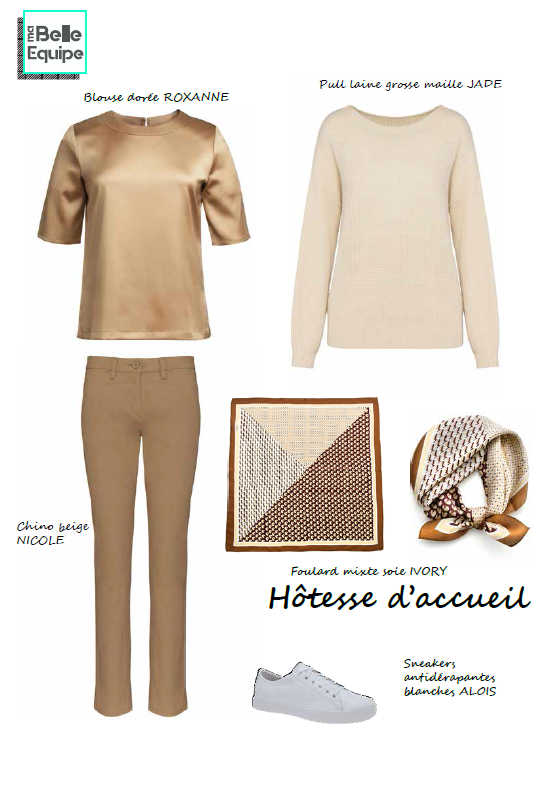 ma
Belle
Equipe
Blouse dorée ROXANNE
Pull laine grosse maille JADE
Chino beige
NICOLE
Foulard mixte soie IVORY
Hôtesse d'accueil
Sneakers
antidérapantes
blanches ALOIS